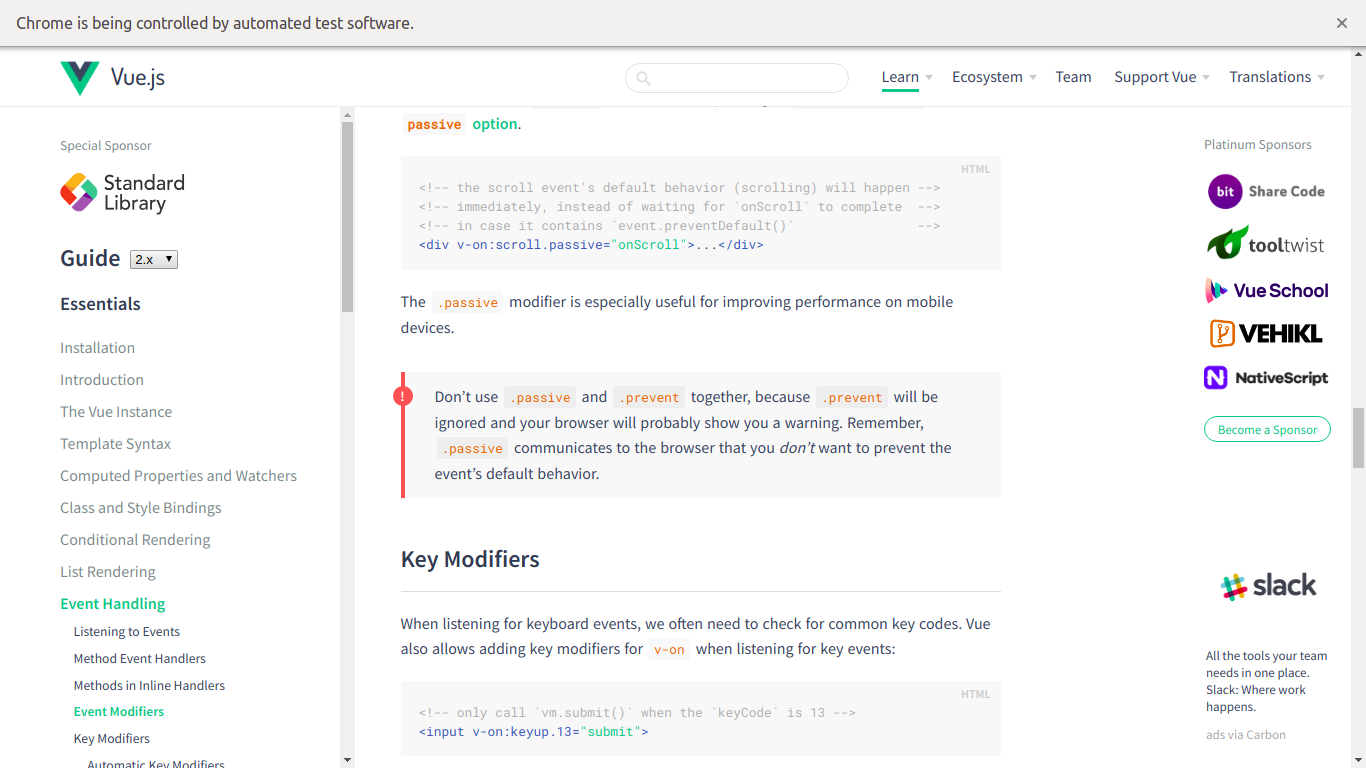 Chrome is being controlled by automated test software.
Vue.js
Learn
Ecosystem
Team
Support Vue
Translations
Special Sponsor
Standard
Library
Guide 2.x
Essentials
Installation
Introduction
The Vue Instance
Template Syntax
Computed Properties and Watchers
Class and Style Bindings
Conditional Rendering
List Rendering
Event Handling
Listening to Events
Method Event Handlers
Methods in Inline Handlers
Event Modifiers
Key Modifiers
Automatic Key Modifiers
passive option.
HTML
<!-- the scroll event's default behavior (scrolling) will happen -->
<!-- immediately, instead of waiting for `onScroll` to complete  -->
<!-- in case it contains `event.preventDefault()`                -->
<div v-on:scroll.passive="onScroll">...</div>
The .passive modifier is especially useful for improving performance on mobile
devices.
!
Don’t use .passive and .prevent together, because .prevent will be
ignored and your browser will probably show you a warning. Remember,
.passive communicates to the browser that you don’t want to prevent the
event’s default behavior.
Key Modifiers
When listening for keyboard events, we often need to check for common key codes. Vue
also allows adding key modifiers for v-on when listening for key events:
HTML
<!-- only call `vm.submit()` when the `keyCode` is 13 -->
<input v-on:keyup.13="submit">
Platinum Sponsors
bit Share Code
tooltwist
Vue School
VEHIKL
NativeScript
Become a Sponsor
slack
All the tools your team
needs in one place.
Slack: Where work
happens.
ads via Carbon